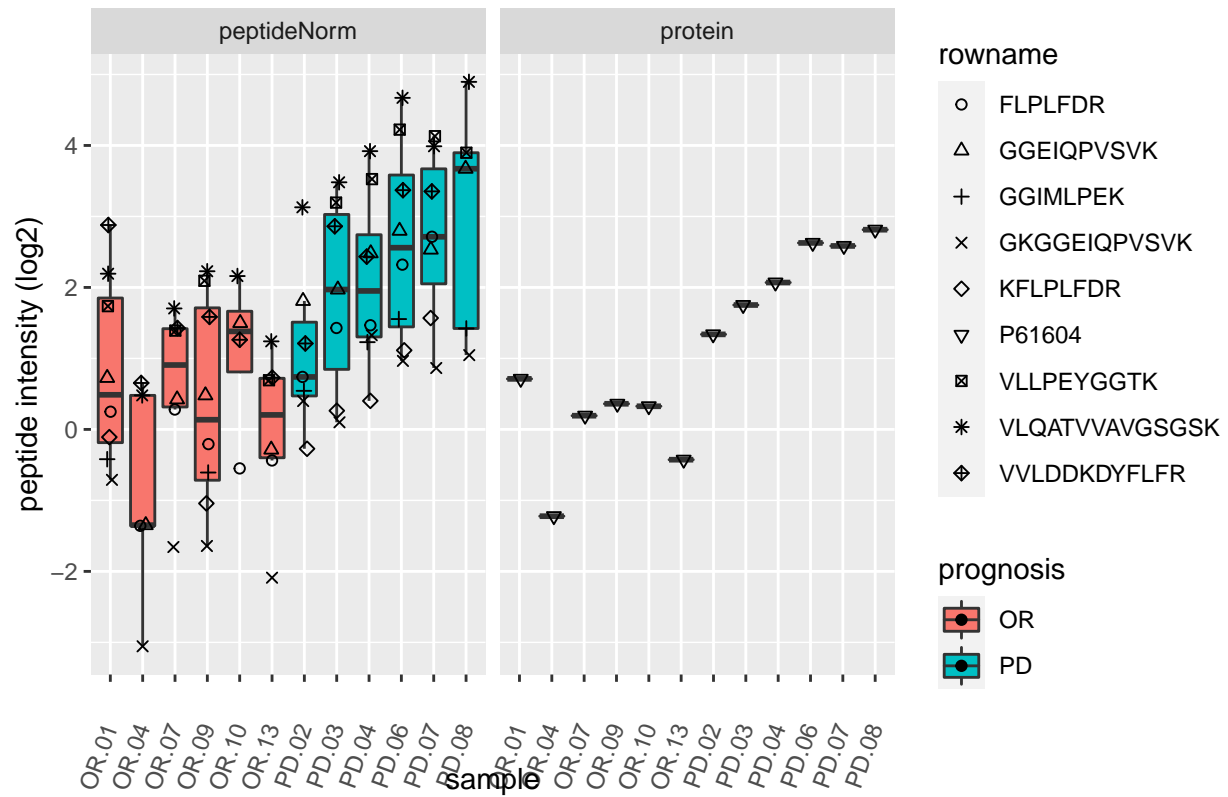 peptideNorm
protein
peptide intensity (log2)
4
2
0
−2
OR.01
OR.04
OR.07
OR.09
OR.10
OR.13
PD.02
PD.03
PD.04
PD.06
PD.07
PD.08
OR.01
OR.04
OR.07
OR.09
OR.10
OR.13
PD.02
PD.03
PD.04
PD.06
PD.07
PD.08
sample
rowname
FLPLFDR
GGEIQPVSVK
GGIMLPEK
GKGGEIQPVSVK
KFLPLFDR
P61604
VLLPEYGGTK
VLQATVVAVGSGSK
VVLDDKDYFLFR
prognosis
OR
PD